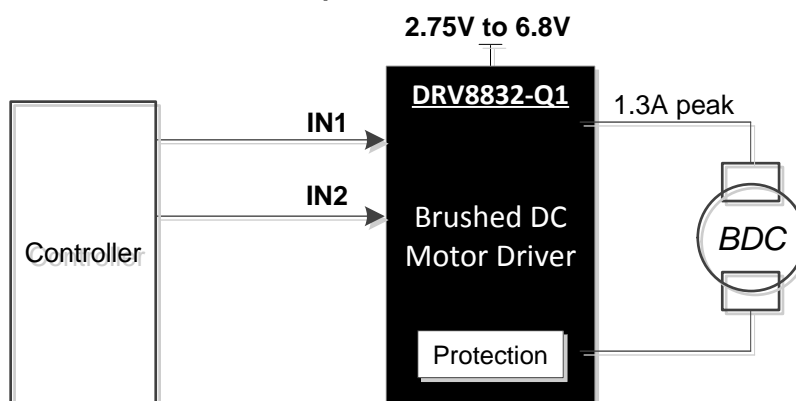 2.75V to 6.8V
DRV8832-Q1
1.3A peak
IN1
IN2
Controller
Brushed DC
Motor Driver
BDC
Protection